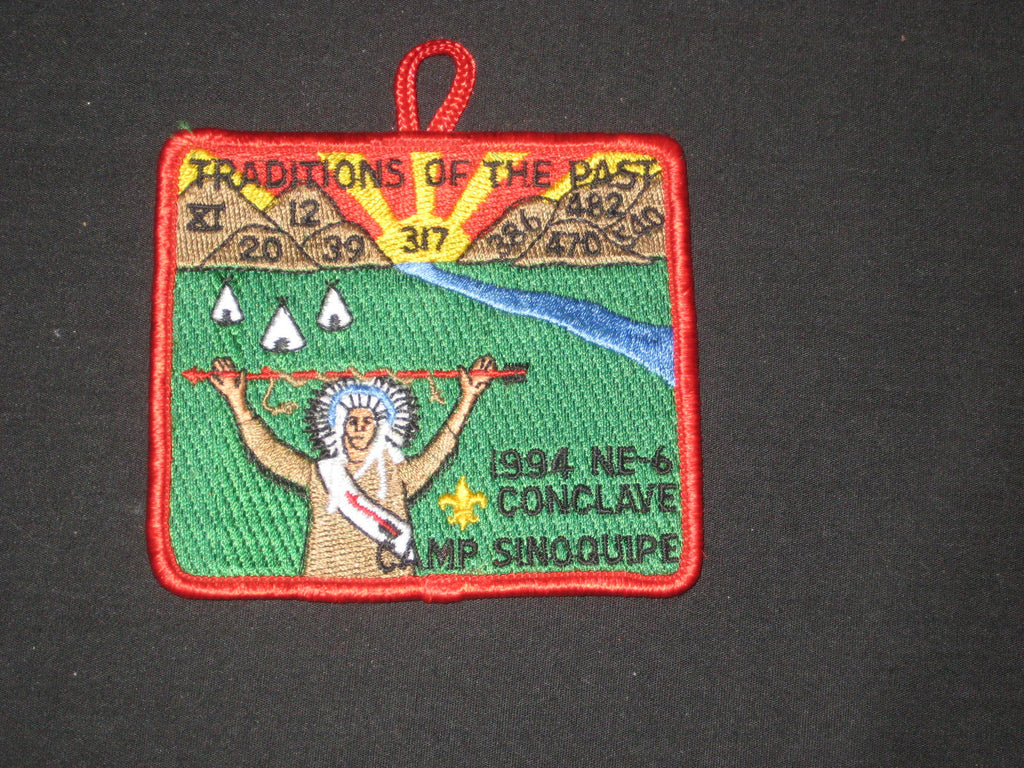 TRADITIONS OF THE PAST
XI 12 386 482 540
20 39 317 470
1994 NE-6
CONCLAVE
CAMP SINOQUIPE